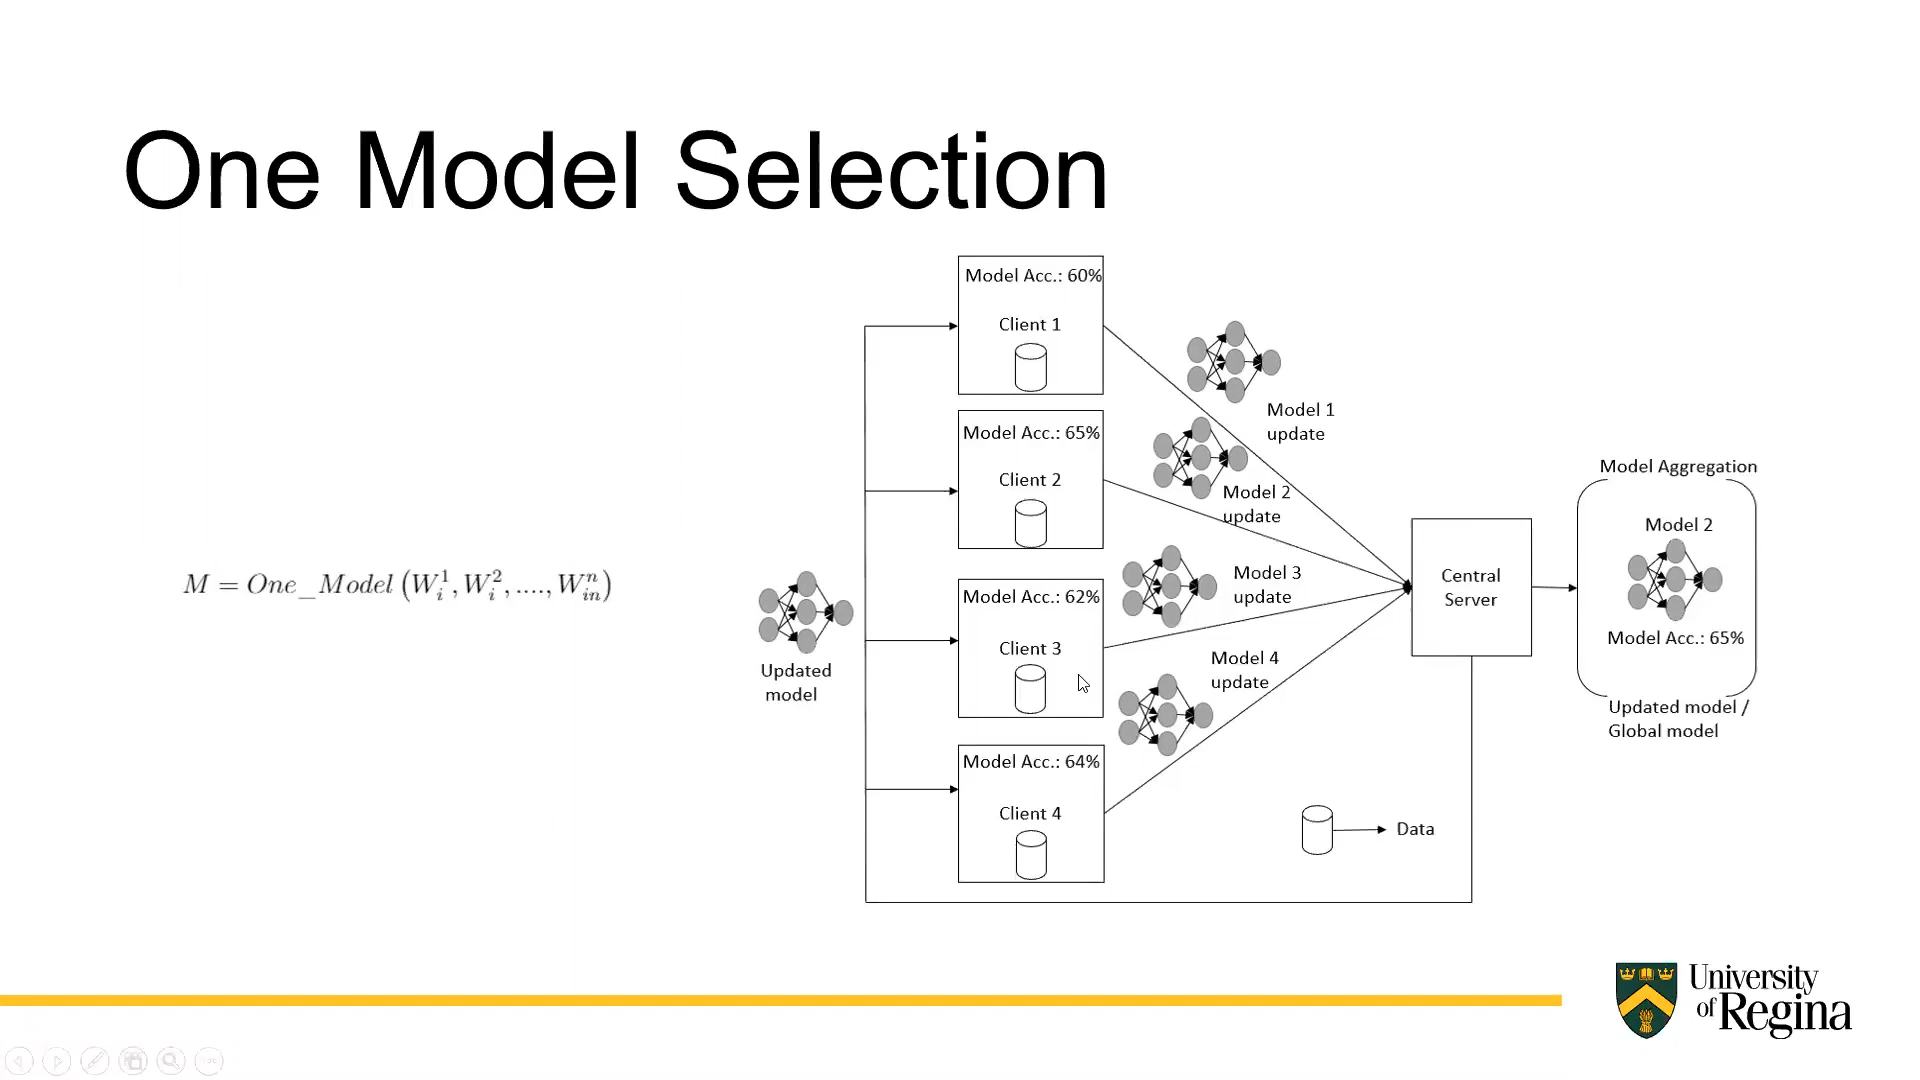 One Model Selection
M = One_Model (W_i^1, W_i^2, ...., W_{in}^n)
Updated
model
Model Acc.: 60%
Client 1
Model Acc.: 65%
Client 2
Model Acc.: 62%
Client 3
Model Acc.: 64%
Client 4
Model 1
update
Model 2
update
Model 3
update
Model 4
update
Central
Server
Model Aggregation
Model 2
Model Acc.: 65%
Updated model /
Global model
Data
University
of Regina